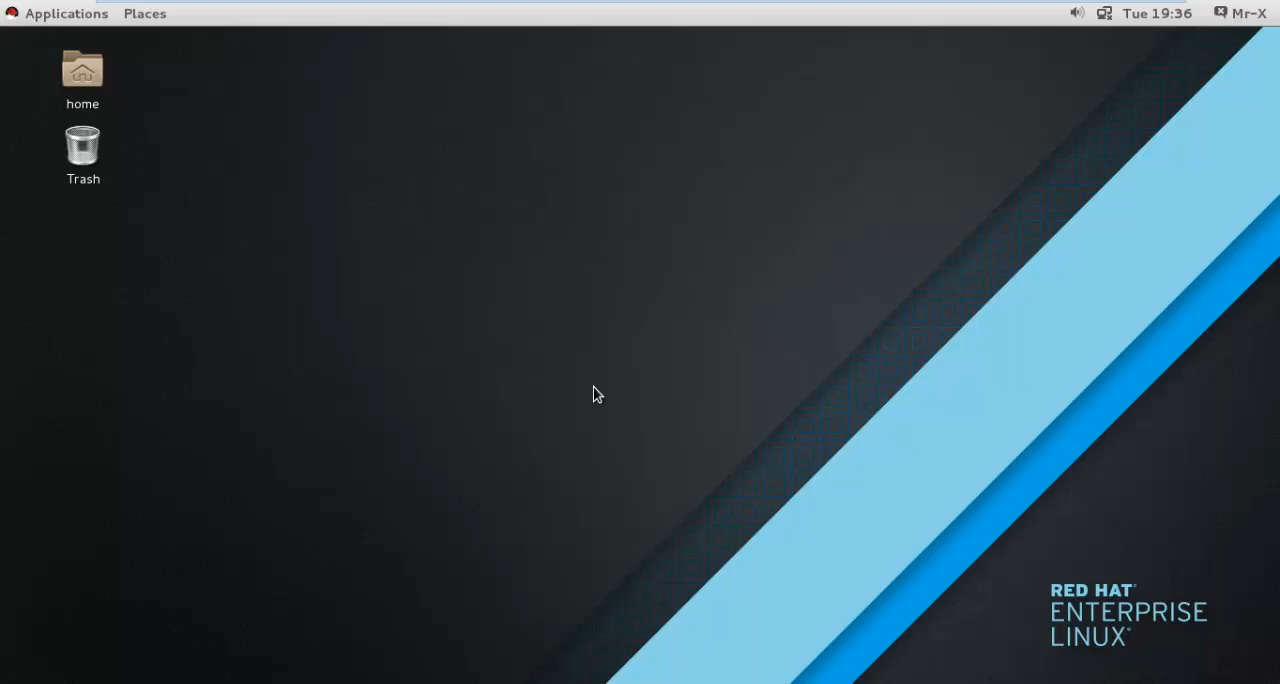 Applications Places Tue 19:36 Mr-X
home
Trash
RED HAT®
ENTERPRISE
LINUX®